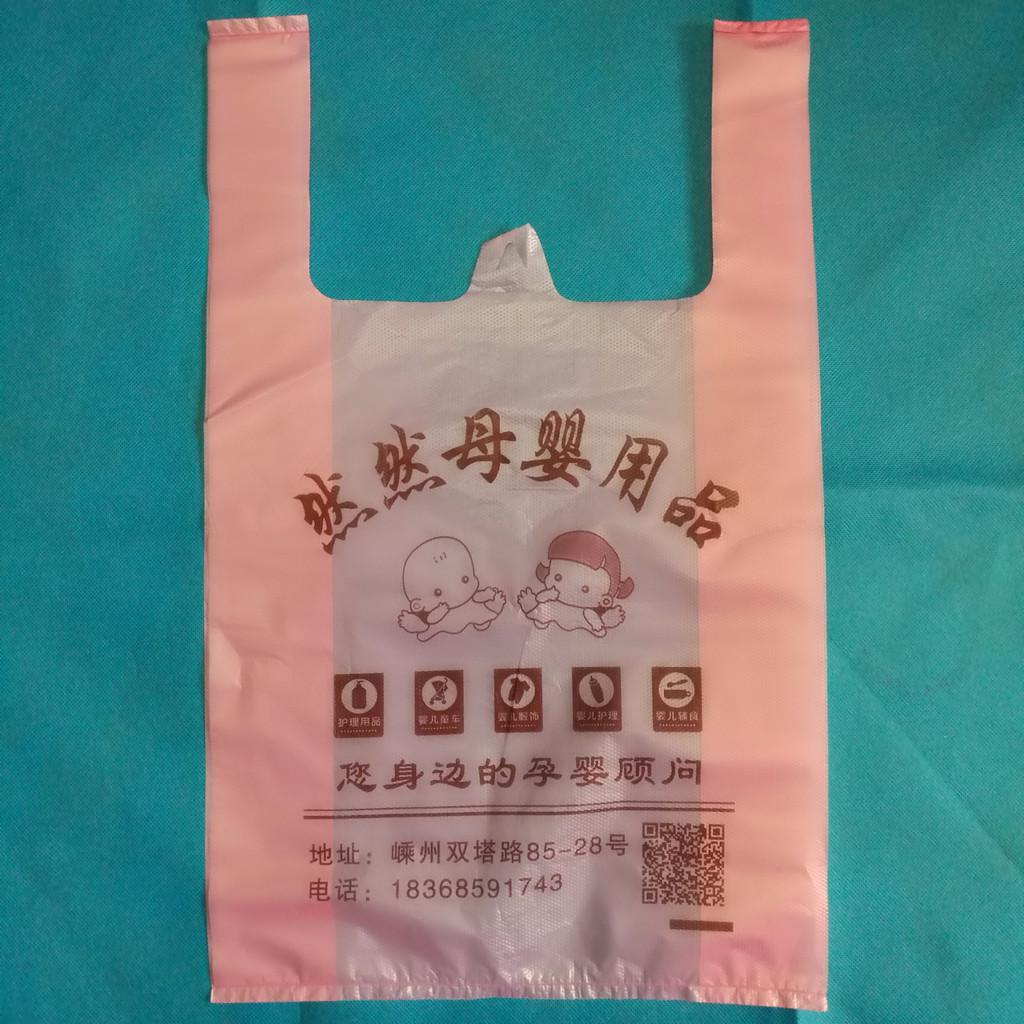 然然母婴用品
护理用品 婴儿童车 婴儿服饰 婴儿护理 婴儿辅食
您身边的孕婴顾问
地址：嵊州双塔路85-28号
电话：18368591743